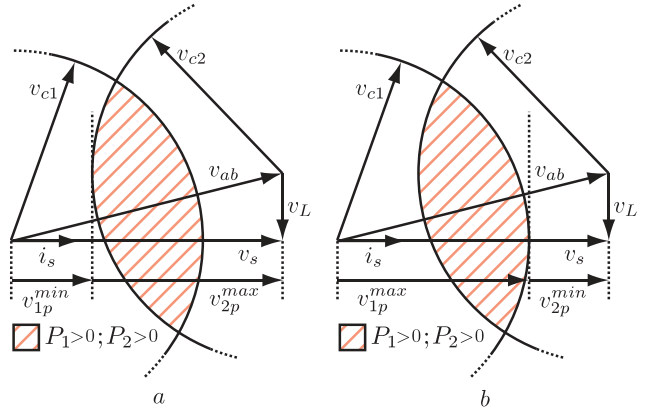 v_{c1}
v_{c2}
v_{ab}
v_L
i_s
v_s
v_{1p}^{min}
v_{2p}^{max}
P_1>0;P_2>0
a
v_{c1}
v_{c2}
v_{ab}
v_L
i_s
v_s
v_{1p}^{max}
v_{2p}^{min}
P_1>0;P_2>0
b